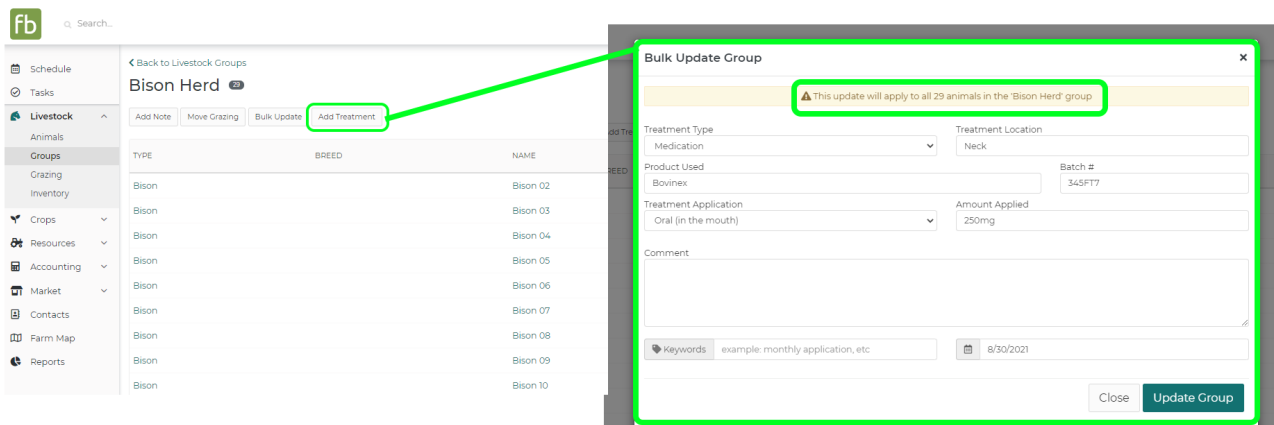 fb
Search...
Schedule
Tasks
Livestock
Animals
Groups
Grazing
Inventory
Crops
Resources
Accounting
Market
Contacts
Farm Map
Reports
Back to Livestock Groups
Bison Herd 29
Add Note Move Grazing Bulk Update Add Treatment
TYPE BREED NAME
Bison Bison 02
Bison Bison 03
Bison Bison 04
Bison Bison 05
Bison Bison 06
Bison Bison 07
Bison Bison 08
Bison Bison 09
Bison Bison 10
dd Tre
REED
Bulk Update Group ×
This update will apply to all 29 animals in the 'Bison Herd' group
Treatment Type Treatment Location
Medication Neck
Product Used Batch #
Bovinex 345FT7
Treatment Application Amount Applied
Oral (in the mouth) 250mg
Comment
Keywords example: monthly application, etc 8/30/2021
Close Update Group